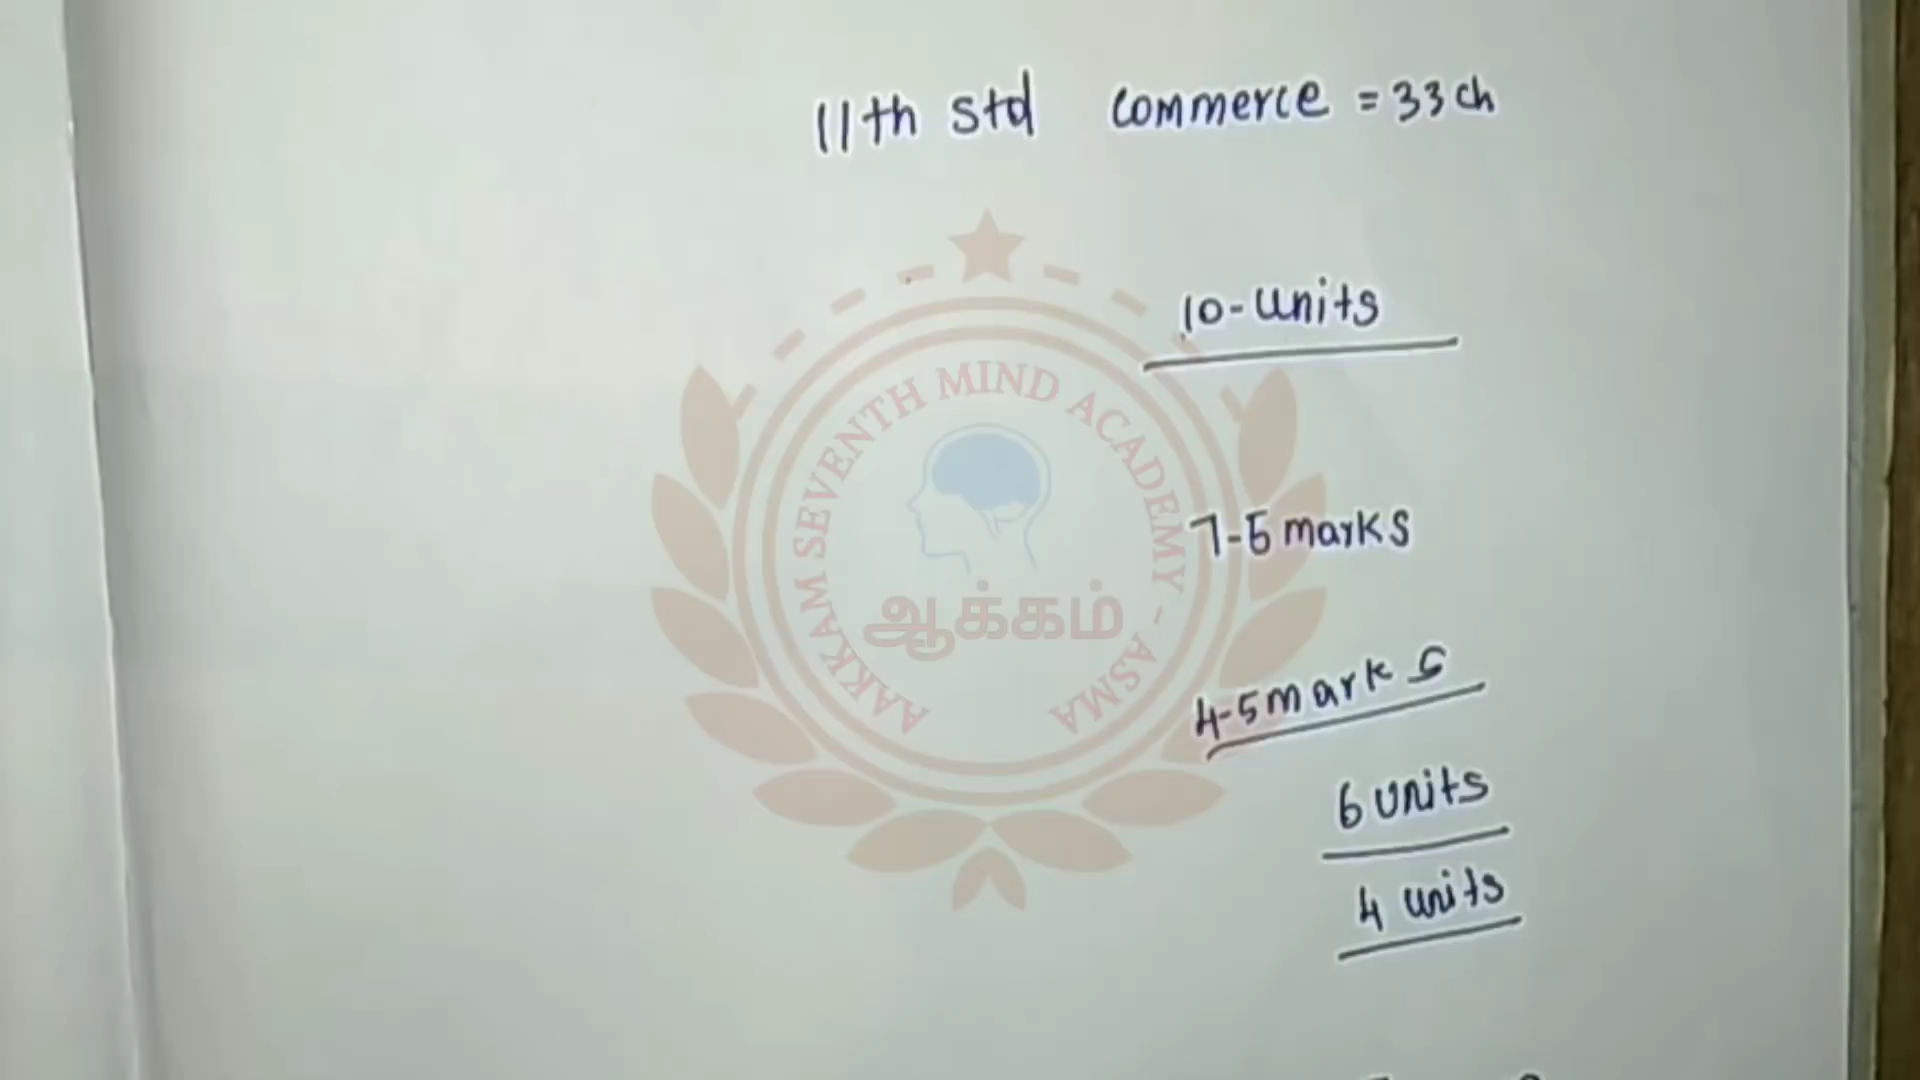 11th std commerce = 33 ch
10-units
AAKKAM SEVENTH MIND ACADEMY - ASMA
7-5 marks
ஆக்கம்
4-5 marks
6 units
4 units